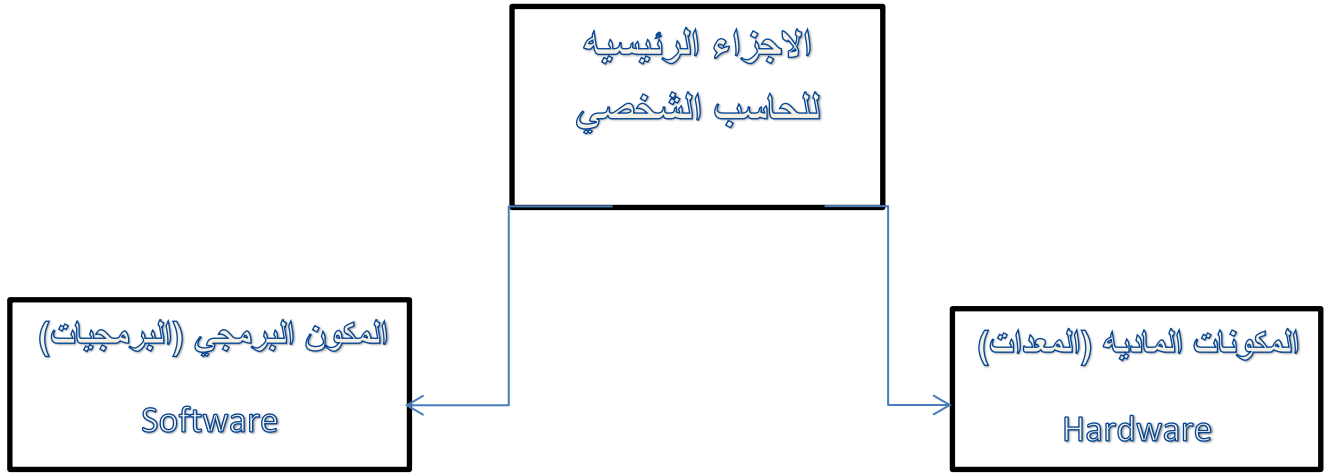 الاجزاء الرئيسيه
للحاسب الشخصي
المكونات الماديه (المعدات)
Hardware
المكون البرمجي (البرمجيات)
Software